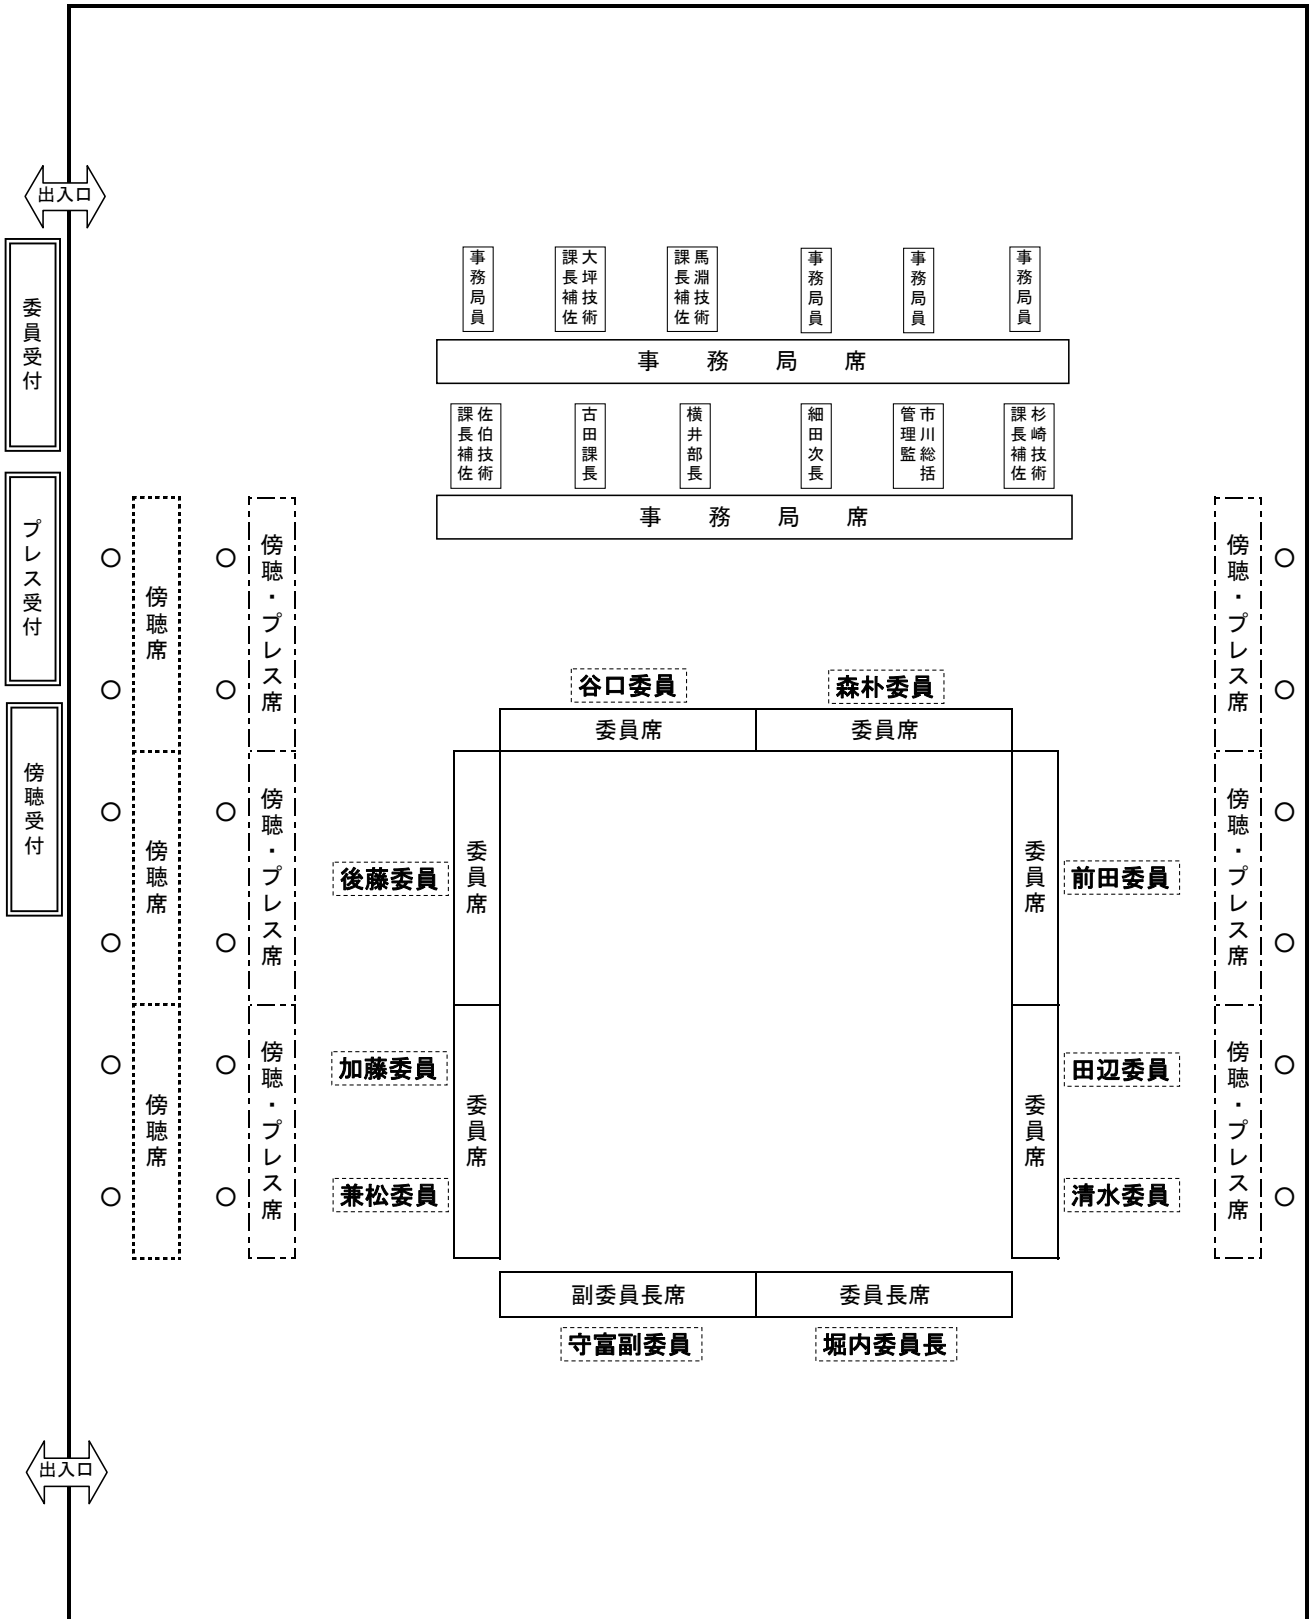 出入口
委員受付
プレス受付
傍聴受付
事務局員
大坪技術
課長補佐
馬淵技術
課長補佐
事務局員
事務局員
事務局員
事務局席
佐伯技術
課長補佐
古田課長
横井部長
細田次長
市川総括
管理監
杉崎技術
課長補佐
事務局席
傍聴席
傍聴・プレス席
傍聴・プレス席
谷口委員
森朴委員
委員席
委員席
傍聴席
傍聴・プレス席
後藤委員
委員席
委員席
前田委員
傍聴・プレス席
傍聴席
傍聴・プレス席
加藤委員
兼松委員
委員席
委員席
田辺委員
清水委員
傍聴・プレス席
副委員長席
委員長席
守富副委員
堀内委員長
出入口